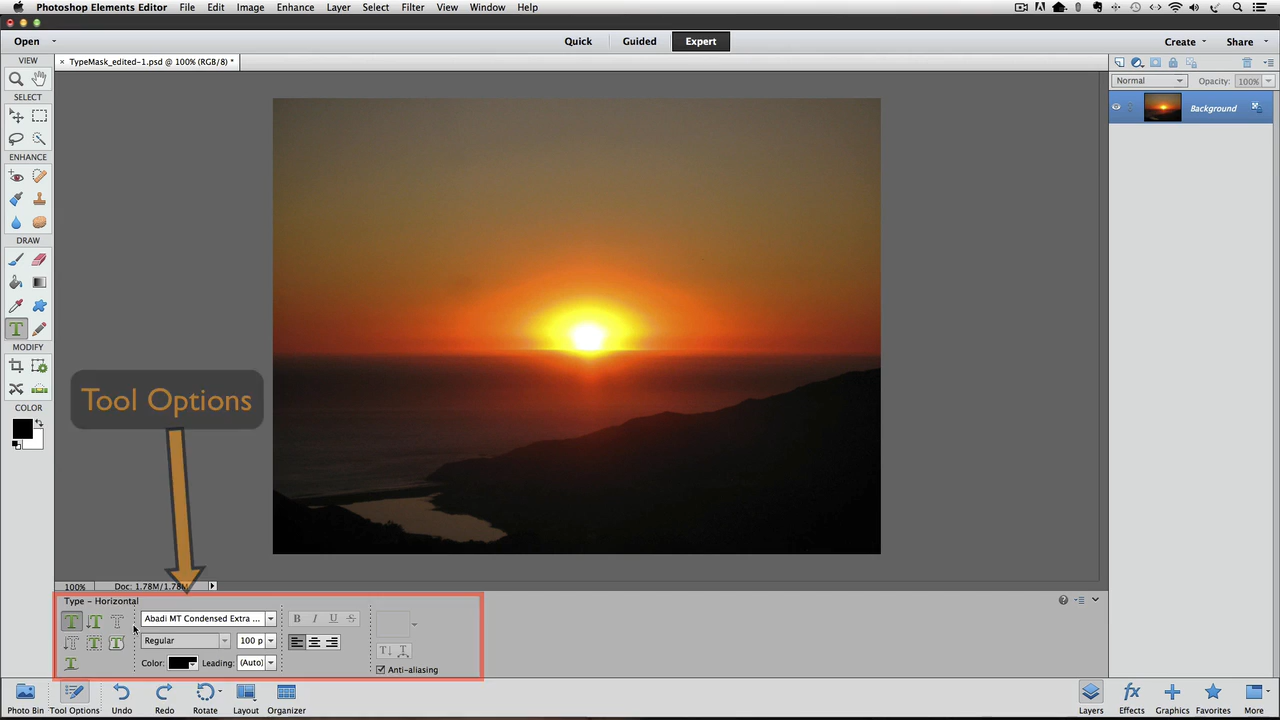 Photoshop Elements Editor File Edit Image Enhance Layer Select Filter View Window Help
Open Quick Guided Expert Create Share
VIEW
× TypeMask_edited-1.psd @ 100% (RGB/8) *
SELECT
Normal Opacity: 100%
Background
ENHANCE
DRAW
MODIFY
COLOR
Tool Options
100% Doc: 1.78M/1.78M
Type - Horizontal
Abadi MT Condensed Extra ... B I U S
Regular 100 p
Color: Leading: (Auto) Anti-aliasing
Photo Bin Tool Options Undo Redo Rotate Layout Organizer Layers Effects Graphics Favorites More